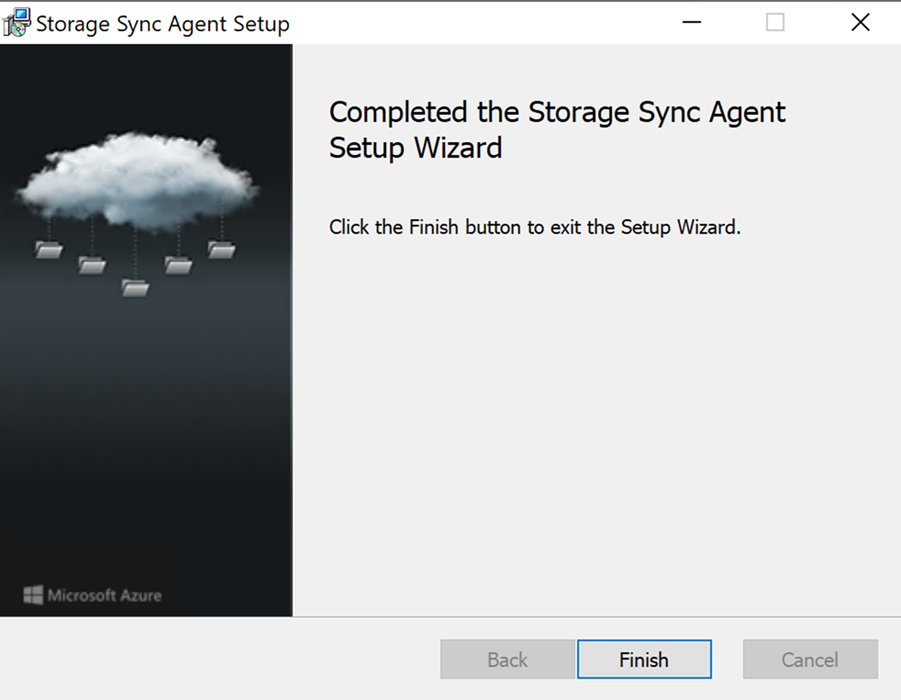 Storage Sync Agent Setup
Completed the Storage Sync Agent
Setup Wizard
Click the Finish button to exit the Setup Wizard.
Microsoft Azure
Back
Finish
Cancel